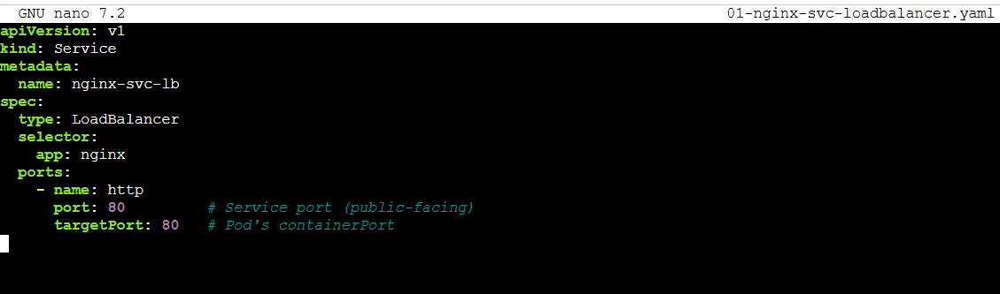 GNU nano 7.2 01-nginx-svc-loadbalancer.yaml
apiVersion: v1
kind: Service
metadata:
  name: nginx-svc-lb
spec:
  type: LoadBalancer
  selector:
    app: nginx
  ports:
    - name: http
      port: 80         # Service port (public-facing)
      targetPort: 80   # Pod's containerPort